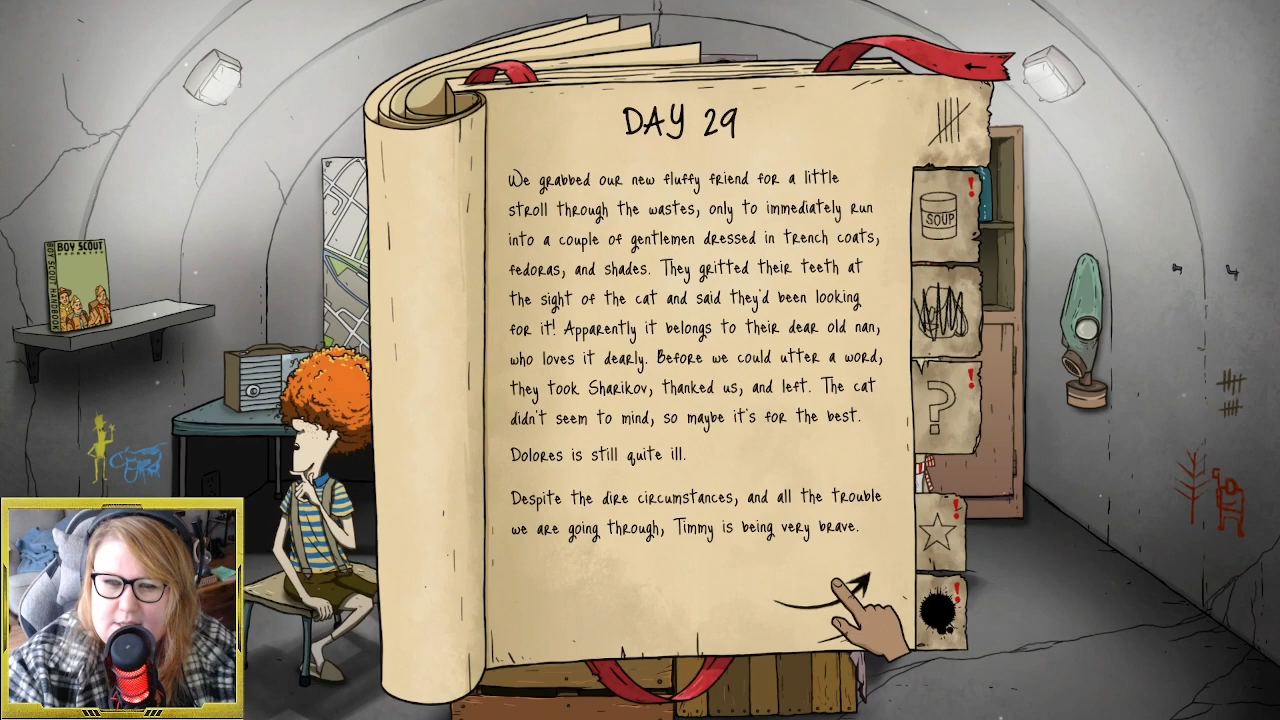 DAY 29
We grabbed our new fluffy friend for a little
stroll through the wastes, only to immediately run
into a couple of gentlemen dressed in trench coats,
fedoras, and shades. They gritted their teeth at
the sight of the cat and said they'd been looking
for it! Apparently it belongs to their dear old nan,
who loves it dearly. Before we could utter a word,
they took Sharikov, thanked us, and left. The cat
didn't seem to mind, so maybe it's for the best.
Dolores is still quite ill.
Despite the dire circumstances, and all the trouble
we are going through, Timmy is being very brave.
!
SOUP
!
?
!
!
BOY SCOUT
BOY SCOUT HANDBOOK